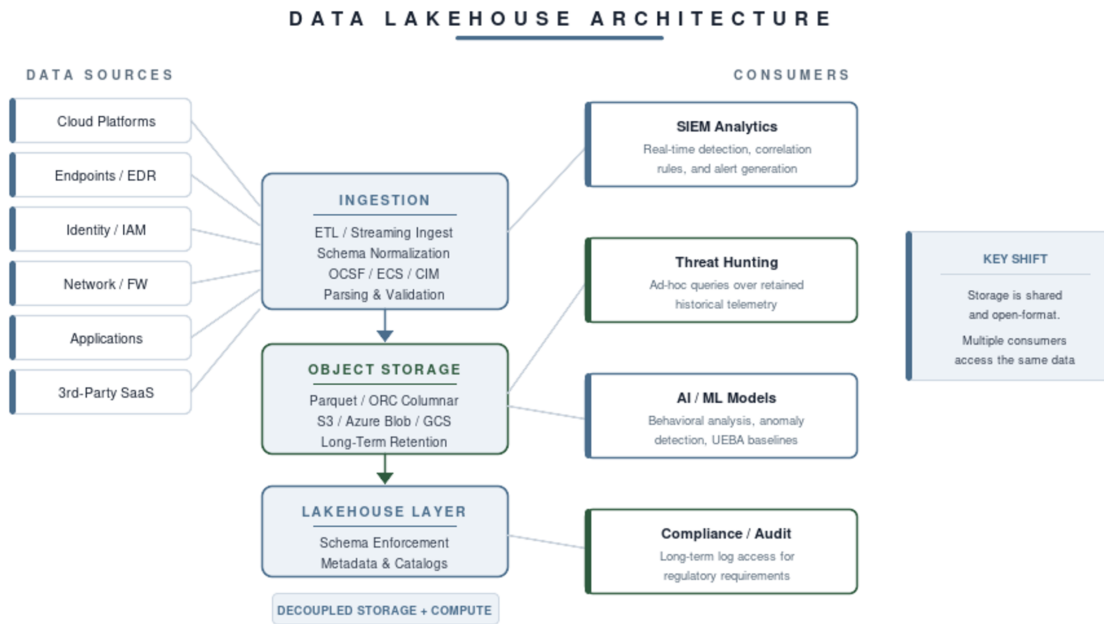 DATA LAKEHOUSE ARCHITECTURE
DATA SOURCES
Cloud Platforms
Endpoints / EDR
Identity / IAM
Network / FW
Applications
3rd-Party SaaS
INGESTION
ETL / Streaming Ingest
Schema Normalization
OCSF / ECS / CIM
Parsing & Validation
OBJECT STORAGE
Parquet / ORC Columnar
S3 / Azure Blob / GCS
Long-Term Retention
LAKEHOUSE LAYER
Schema Enforcement
Metadata & Catalogs
DECOUPLED STORAGE + COMPUTE
CONSUMERS
SIEM Analytics
Real-time detection, correlation
rules, and alert generation
Threat Hunting
Ad-hoc queries over retained
historical telemetry
AI / ML Models
Behavioral analysis, anomaly
detection, UEBA baselines
Compliance / Audit
Long-term log access for
regulatory requirements
KEY SHIFT
Storage is shared
and open-format.
Multiple consumers
access the same data